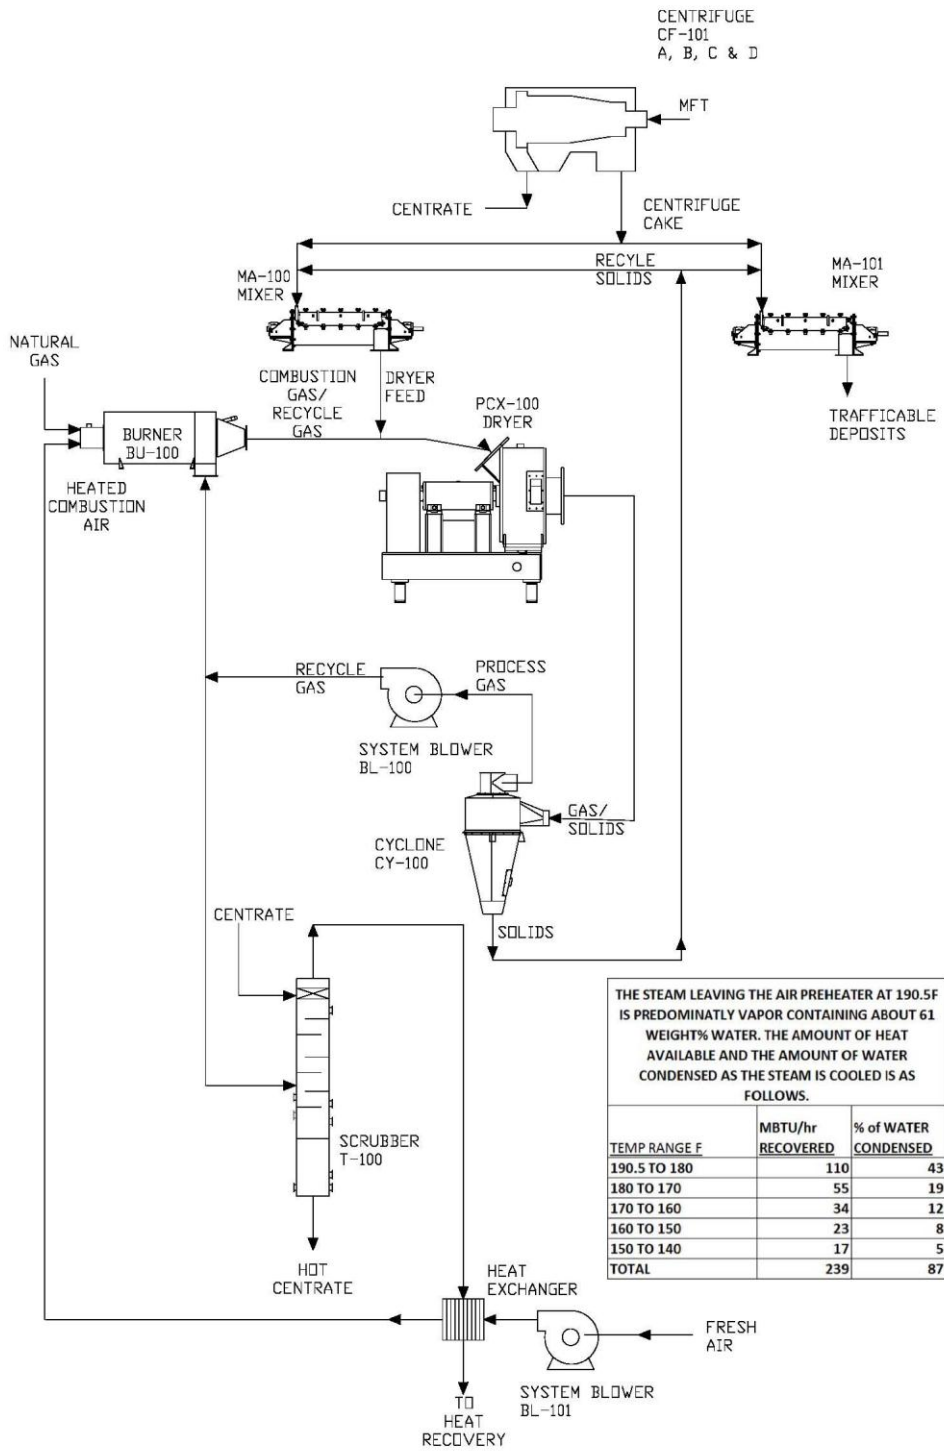 CENTRIFUGE
CF-101
A, B, C & D
MFT
CENTRATE
CENTRIFUGE
CAKE
RECYLE
SOLIDS
MA-100
MIXER
MA-101
MIXER
NATURAL
GAS
COMBUSTION
GAS/
RECYCLE
GAS
DRYER
FEED
PCX-100
DRYER
TRAFFICABLE
DEPOSITS
BURNER
BU-100
HEATED
COMBUSTION
AIR
RECYCLE
GAS
PROCESS
GAS
SYSTEM BLOWER
BL-100
GAS/
SOLIDS
CYCLONE
CY-100
CENTRATE
SOLIDS
THE STEAM LEAVING THE AIR PREHEATER AT 190.5F
IS PREDOMINATLY VAPOR CONTAINING ABOUT 61
WEIGHT% WATER. THE AMOUNT OF HEAT
AVAILABLE AND THE AMOUNT OF WATER
CONDENSED AS THE STEAM IS COOLED IS AS
FOLLOWS.
MBTU/hr % of WATER
TEMP RANGE F RECOVERED CONDENSED
190.5 TO 180 110 43
180 TO 170 55 19
170 TO 160 34 12
160 TO 150 23 8
150 TO 140 17 5
TOTAL 239 87
SCRUBBER
T-100
HOT
CENTRATE
HEAT
EXCHANGER
FRESH
AIR
SYSTEM BLOWER
BL-101
TO
HEAT
RECOVERY